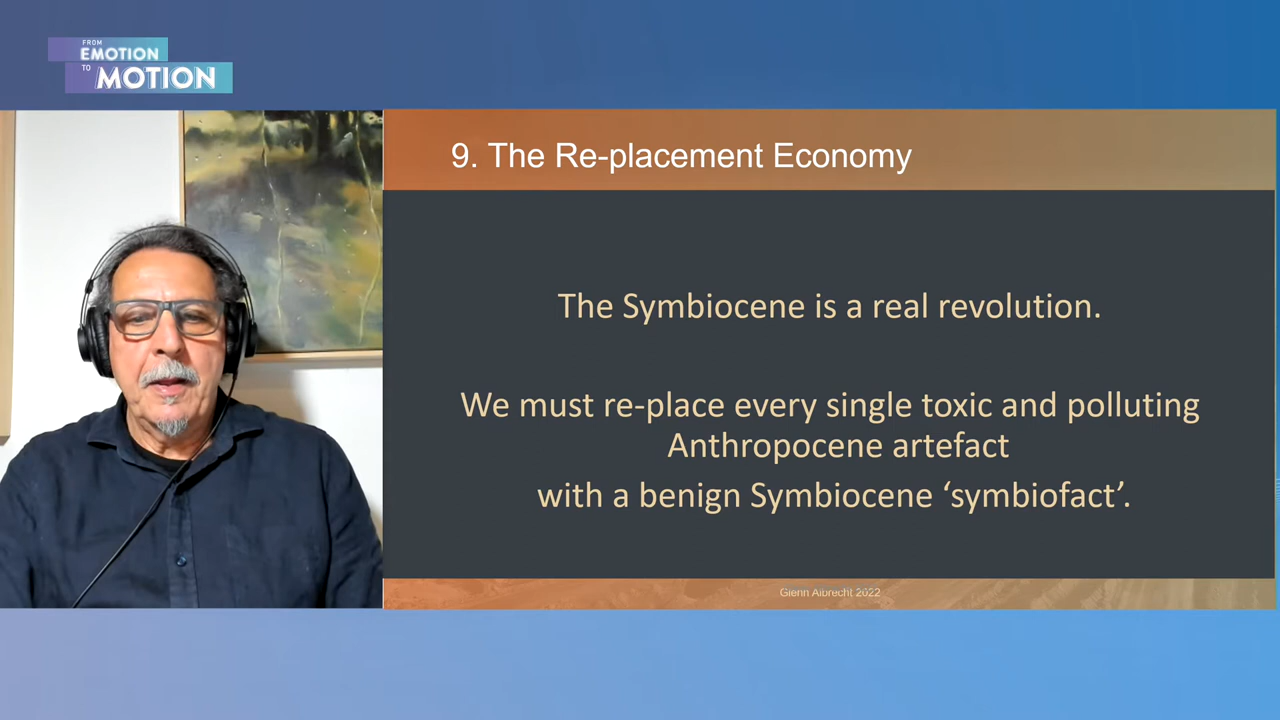 FROM
EMOTION
TO
MOTION
9. The Re-placement Economy
The Symbiocene is a real revolution.
We must re-place every single toxic and polluting
Anthropocene artefact
with a benign Symbiocene ‘symbiofact’.
Glenn Albrecht 2022